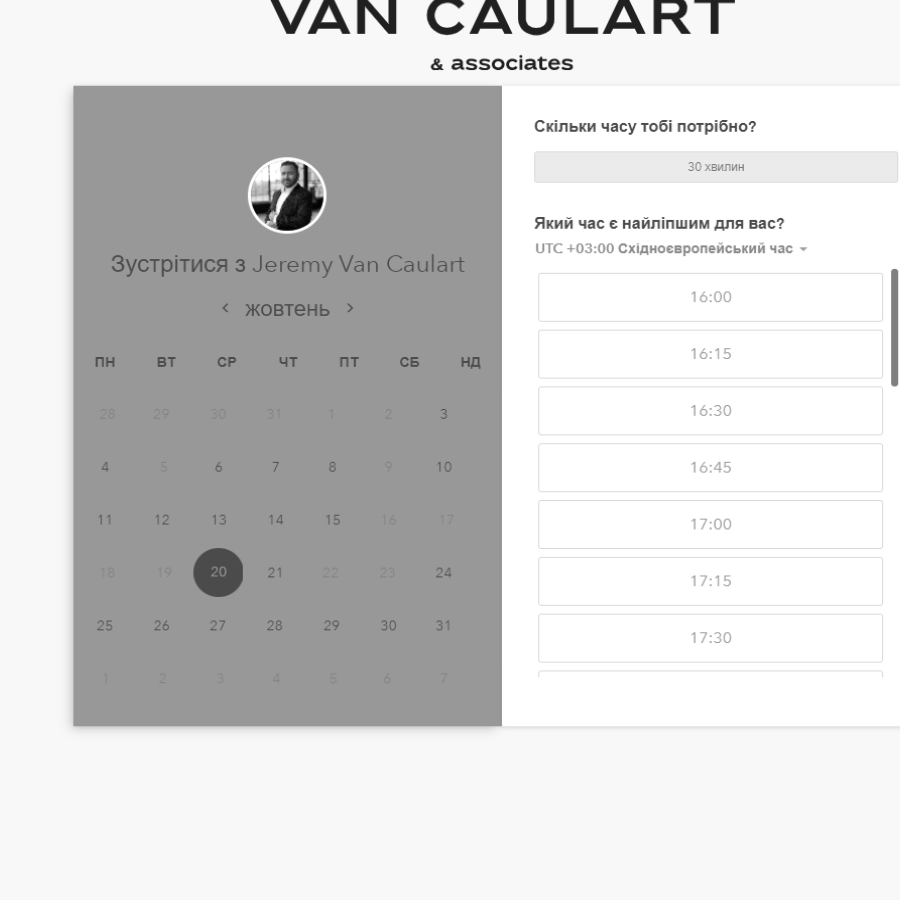 VAN CAULART
& associates
Зустрітися з Jeremy Van Caulart
жовтень
ПН ВТ СР ЧТ ПТ СБ НД
28 29 30 31 1 2 3
4 5 6 7 8 9 10
11 12 13 14 15 16 17
18 19 20 21 22 23 24
25 26 27 28 29 30 31
1 2 3 4 5 6 7
Скільки часу тобі потрібно?
30 хвилин
Який час є найліпшим для вас?
UTC +03:00 Східноєвропейський час
16:00
16:15
16:30
16:45
17:00
17:15
17:30